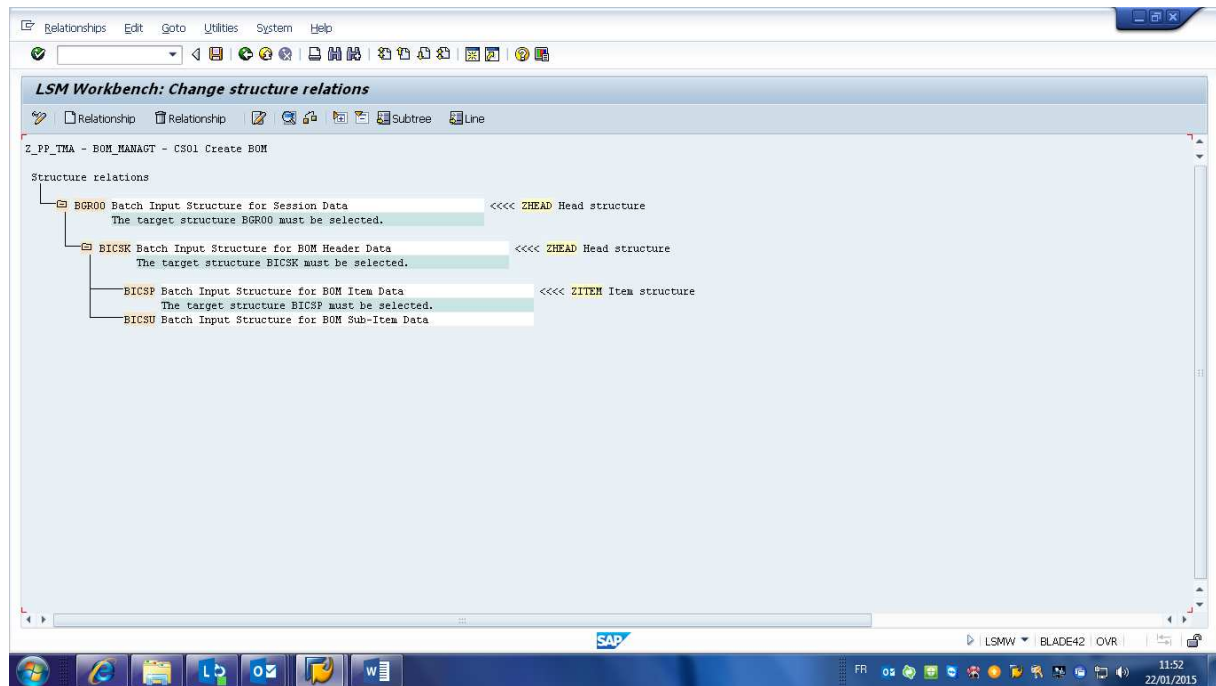 Relationships Edit Goto Utilities System Help
LSM Workbench: Change structure relations
Relationship Relationship Subtree Line
Z_PP_TMA - BOM_MANAGT - CS01 Create BOM
Structure relations
BGR00 Batch Input Structure for Session Data <<<< ZHEAD Head structure
The target structure BGR00 must be selected.
BICSK Batch Input Structure for BOM Header Data <<<< ZHEAD Head structure
The target structure BICSK must be selected.
BICSP Batch Input Structure for BOM Item Data <<<< ZITEM Item structure
The target structure BICSP must be selected.
BICSU Batch Input Structure for BOM Sub-Item Data
SAP LSMW BLADE42 OVR
FR 11:52
22/01/2015